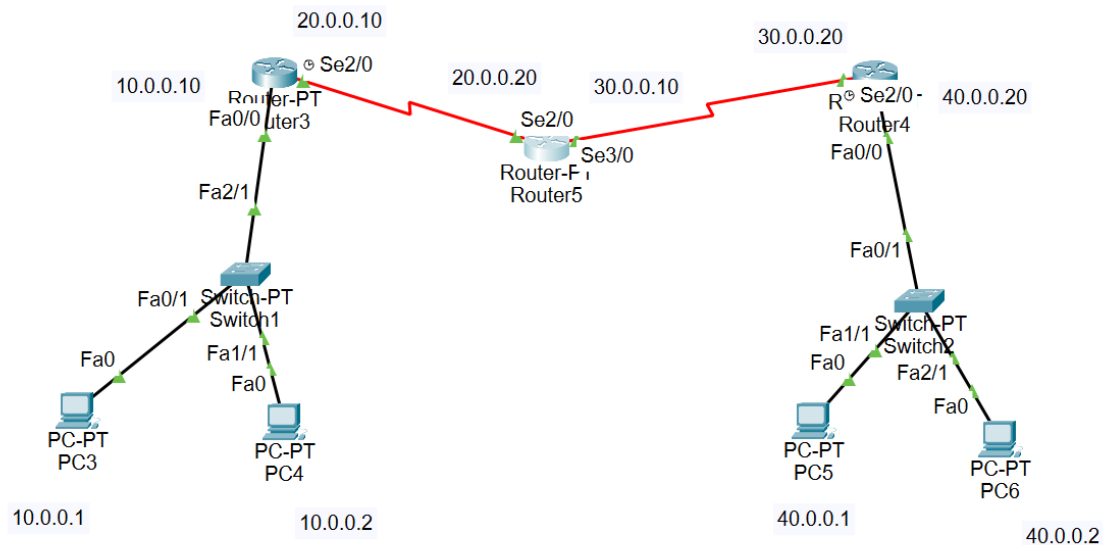 20.0.0.10
30.0.0.20
Se2/0
10.0.0.10
20.0.0.20
30.0.0.10
40.0.0.20
Router-PT
uter3
R
Se2/0
Router4
Fa0/0
Se2/0
Fa0/0
Se3/0
Router-P
Router5
Fa2/1
Fa0/1
Fa0/1
Switch-PT
Switch1
Switch-PT
Switch2
Fa1/1
Fa1/1
Fa0
Fa0
Fa0
Fa2/1
Fa0
PC-PT
PC3
PC-PT
PC4
PC-PT
PC5
PC-PT
PC6
10.0.0.1
10.0.0.2
40.0.0.1
40.0.0.2